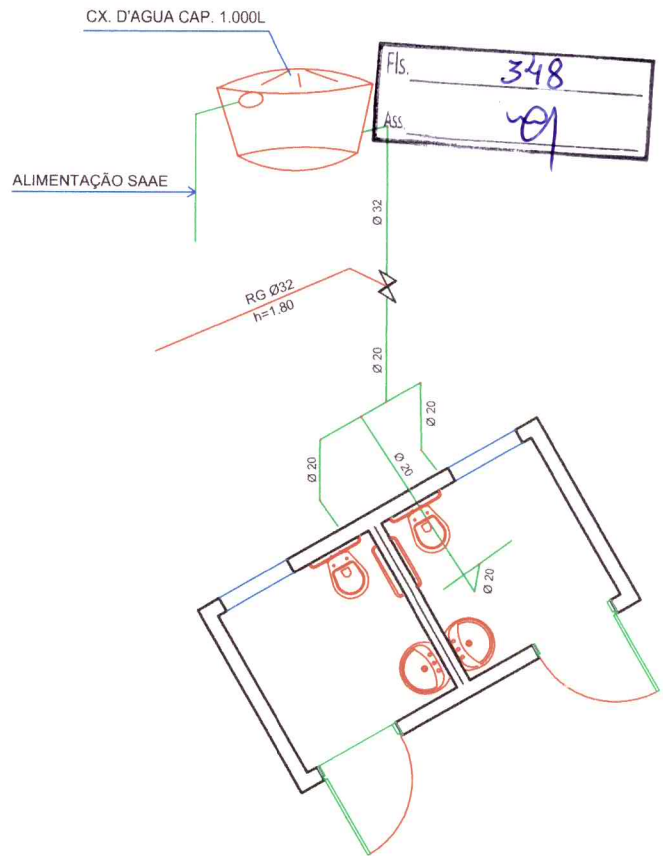 CX. D'AGUA CAP. 1.000L
Fls. 348
Ass.
ALIMENTAÇÃO SAAE
Ø 32
RG Ø32
h=1.80
Ø 20
Ø 20
Ø 20
Ø 20
Ø 20